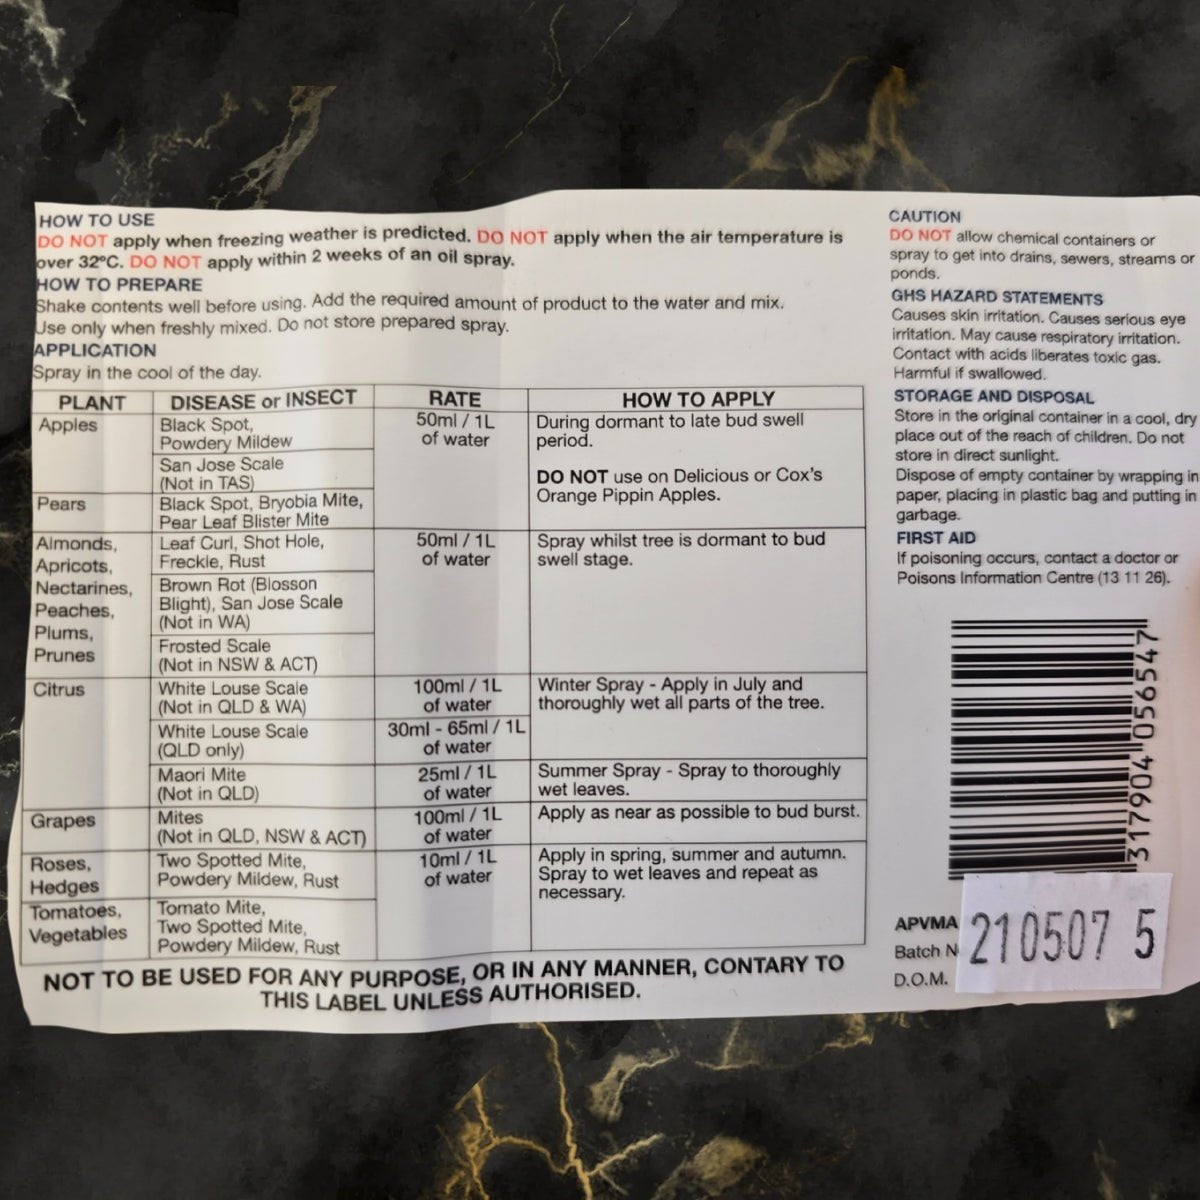 HOW TO USE
DO NOT apply when freezing weather is predicted. DO NOT apply when the air temperature is
over 32ºC. DO NOT apply within 2 weeks of an oil spray.
HOW TO PREPARE
Shake contents well before using. Add the required amount of product to the water and mix.
Use only when freshly mixed. Do not store prepared spray.
APPLICATION
Spray in the cool of the day.
PLANT
DISEASE or INSECT
RATE
HOW TO APPLY
Apples
Black Spot,
Powdery Mildew
San Jose Scale
(Not in TAS)
50ml / 1L
of water
During dormant to late bud swell
period.
DO NOT use on Delicious or Cox's
Orange Pippin Apples.
Pears
Black Spot, Bryobia Mite,
Pear Leaf Blister Mite
Almonds,
Apricots,
Nectarines,
Peaches,
Plums,
Prunes
Leaf Curl, Shot Hole,
Freckle, Rust
Brown Rot (Blosson
Blight), San Jose Scale
(Not in WA)
Frosted Scale
(Not in NSW & ACT)
50ml / 1L
of water
Spray whilst tree is dormant to bud
swell stage.
Citrus
White Louse Scale
(Not in QLD & WA)
100ml / 1L
of water
Winter Spray - Apply in July and
thoroughly wet all parts of the tree.
White Louse Scale
(QLD only)
30ml - 65ml / 1L
of water
Maori Mite
(Not in QLD)
25ml / 1L
of water
Summer Spray - Spray to thoroughly
wet leaves.
Grapes
Mites
(Not in QLD, NSW & ACT)
100ml / 1L
of water
Apply as near as possible to bud burst.
Roses,
Hedges
Two Spotted Mite,
Powdery Mildew, Rust
10ml / 1L
of water
Apply in spring, summer and autumn.
Spray to wet leaves and repeat as
necessary.
Tomatoes,
Vegetables
Tomato Mite,
Two Spotted Mite,
Powdery Mildew, Rust
NOT TO BE USED FOR ANY PURPOSE, OR IN ANY MANNER, CONTARY TO
THIS LABEL UNLESS AUTHORISED.
CAUTION
DO NOT allow chemical containers or
spray to get into drains, sewers, streams or
ponds.
GHS HAZARD STATEMENTS
Causes skin irritation. Causes serious eye
irritation. May cause respiratory irritation.
Contact with acids liberates toxic gas.
Harmful if swallowed.
STORAGE AND DISPOSAL
Store in the original container in a cool, dry
place out of the reach of children. Do not
store in direct sunlight.
Dispose of empty container by wrapping in
paper, placing in plastic bag and putting in
garbage.
FIRST AID
If poisoning occurs, contact a doctor or
Poisons Information Centre (13 11 26).
9 317904 056547
APVMA
Batch N
D.O.M.
210507 5